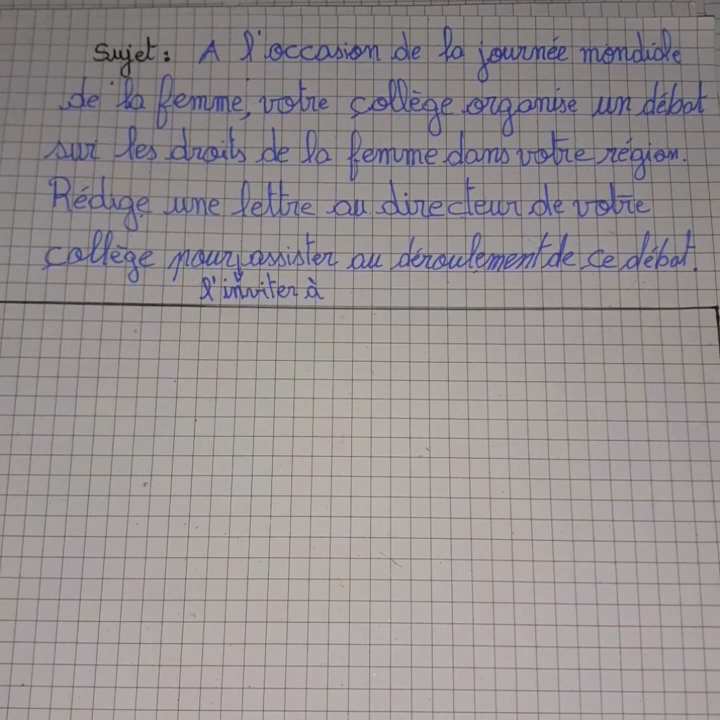 Sujet : A l'occasion de la journée mondiale
de la femme, votre collège organise un débat
sur les droits de la femme dans votre région.
Rédige une lettre au directeur de votre
collège pour assister au déroulement de ce débat.
l'inviter à